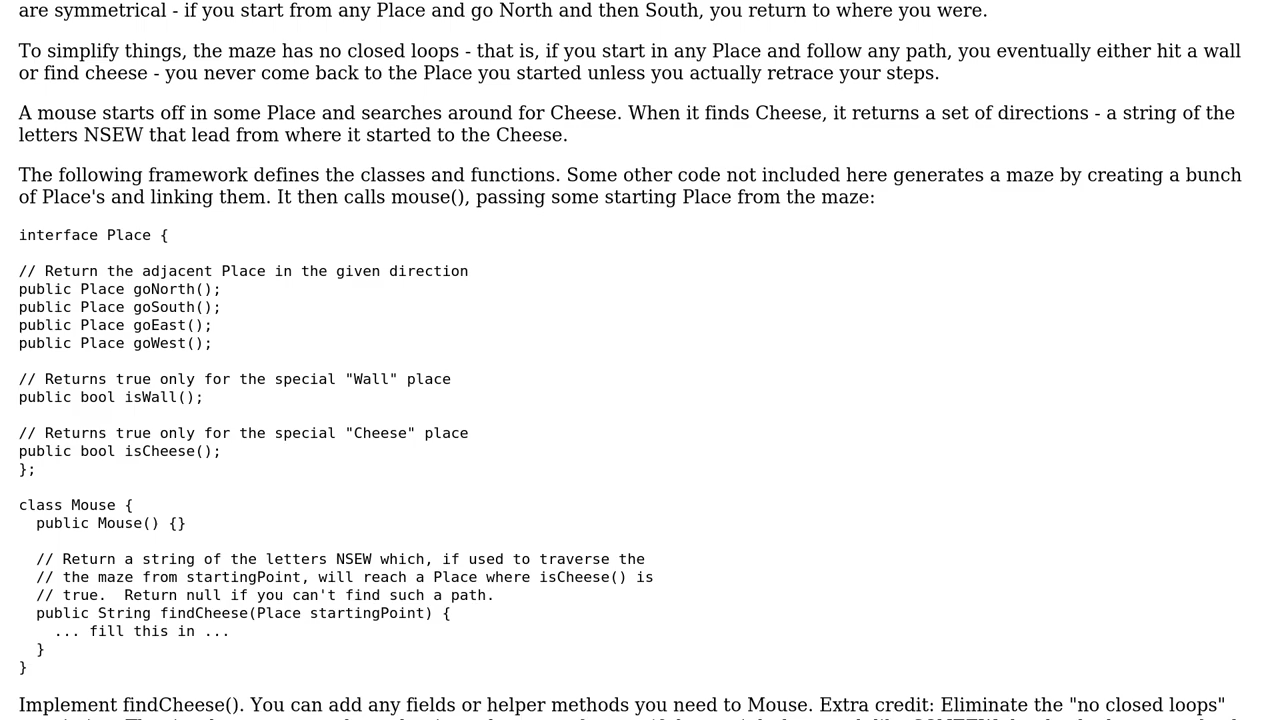 are symmetrical - if you start from any Place and go North and then South, you return to where you were.
To simplify things, the maze has no closed loops - that is, if you start in any Place and follow any path, you eventually either hit a wall
or find cheese - you never come back to the Place you started unless you actually retrace your steps.
A mouse starts off in some Place and searches around for Cheese. When it finds Cheese, it returns a set of directions - a string of the
letters NSEW that lead from where it started to the Cheese.
The following framework defines the classes and functions. Some other code not included here generates a maze by creating a bunch
of Place's and linking them. It then calls mouse(), passing some starting Place from the maze:
interface Place {
// Return the adjacent Place in the given direction
public Place goNorth();
public Place goSouth();
public Place goEast();
public Place goWest();
// Returns true only for the special "Wall" place
public bool isWall();
// Returns true only for the special "Cheese" place
public bool isCheese();
};
class Mouse {
  public Mouse() {}
  // Return a string of the letters NSEW which, if used to traverse the
  // the maze from startingPoint, will reach a Place where isCheese() is
  // true.  Return null if you can't find such a path.
  public String findCheese(Place startingPoint) {
    ... fill this in ...
  }
}
Implement findCheese(). You can add any fields or helper methods you need to Mouse. Extra credit: Eliminate the "no closed loops"